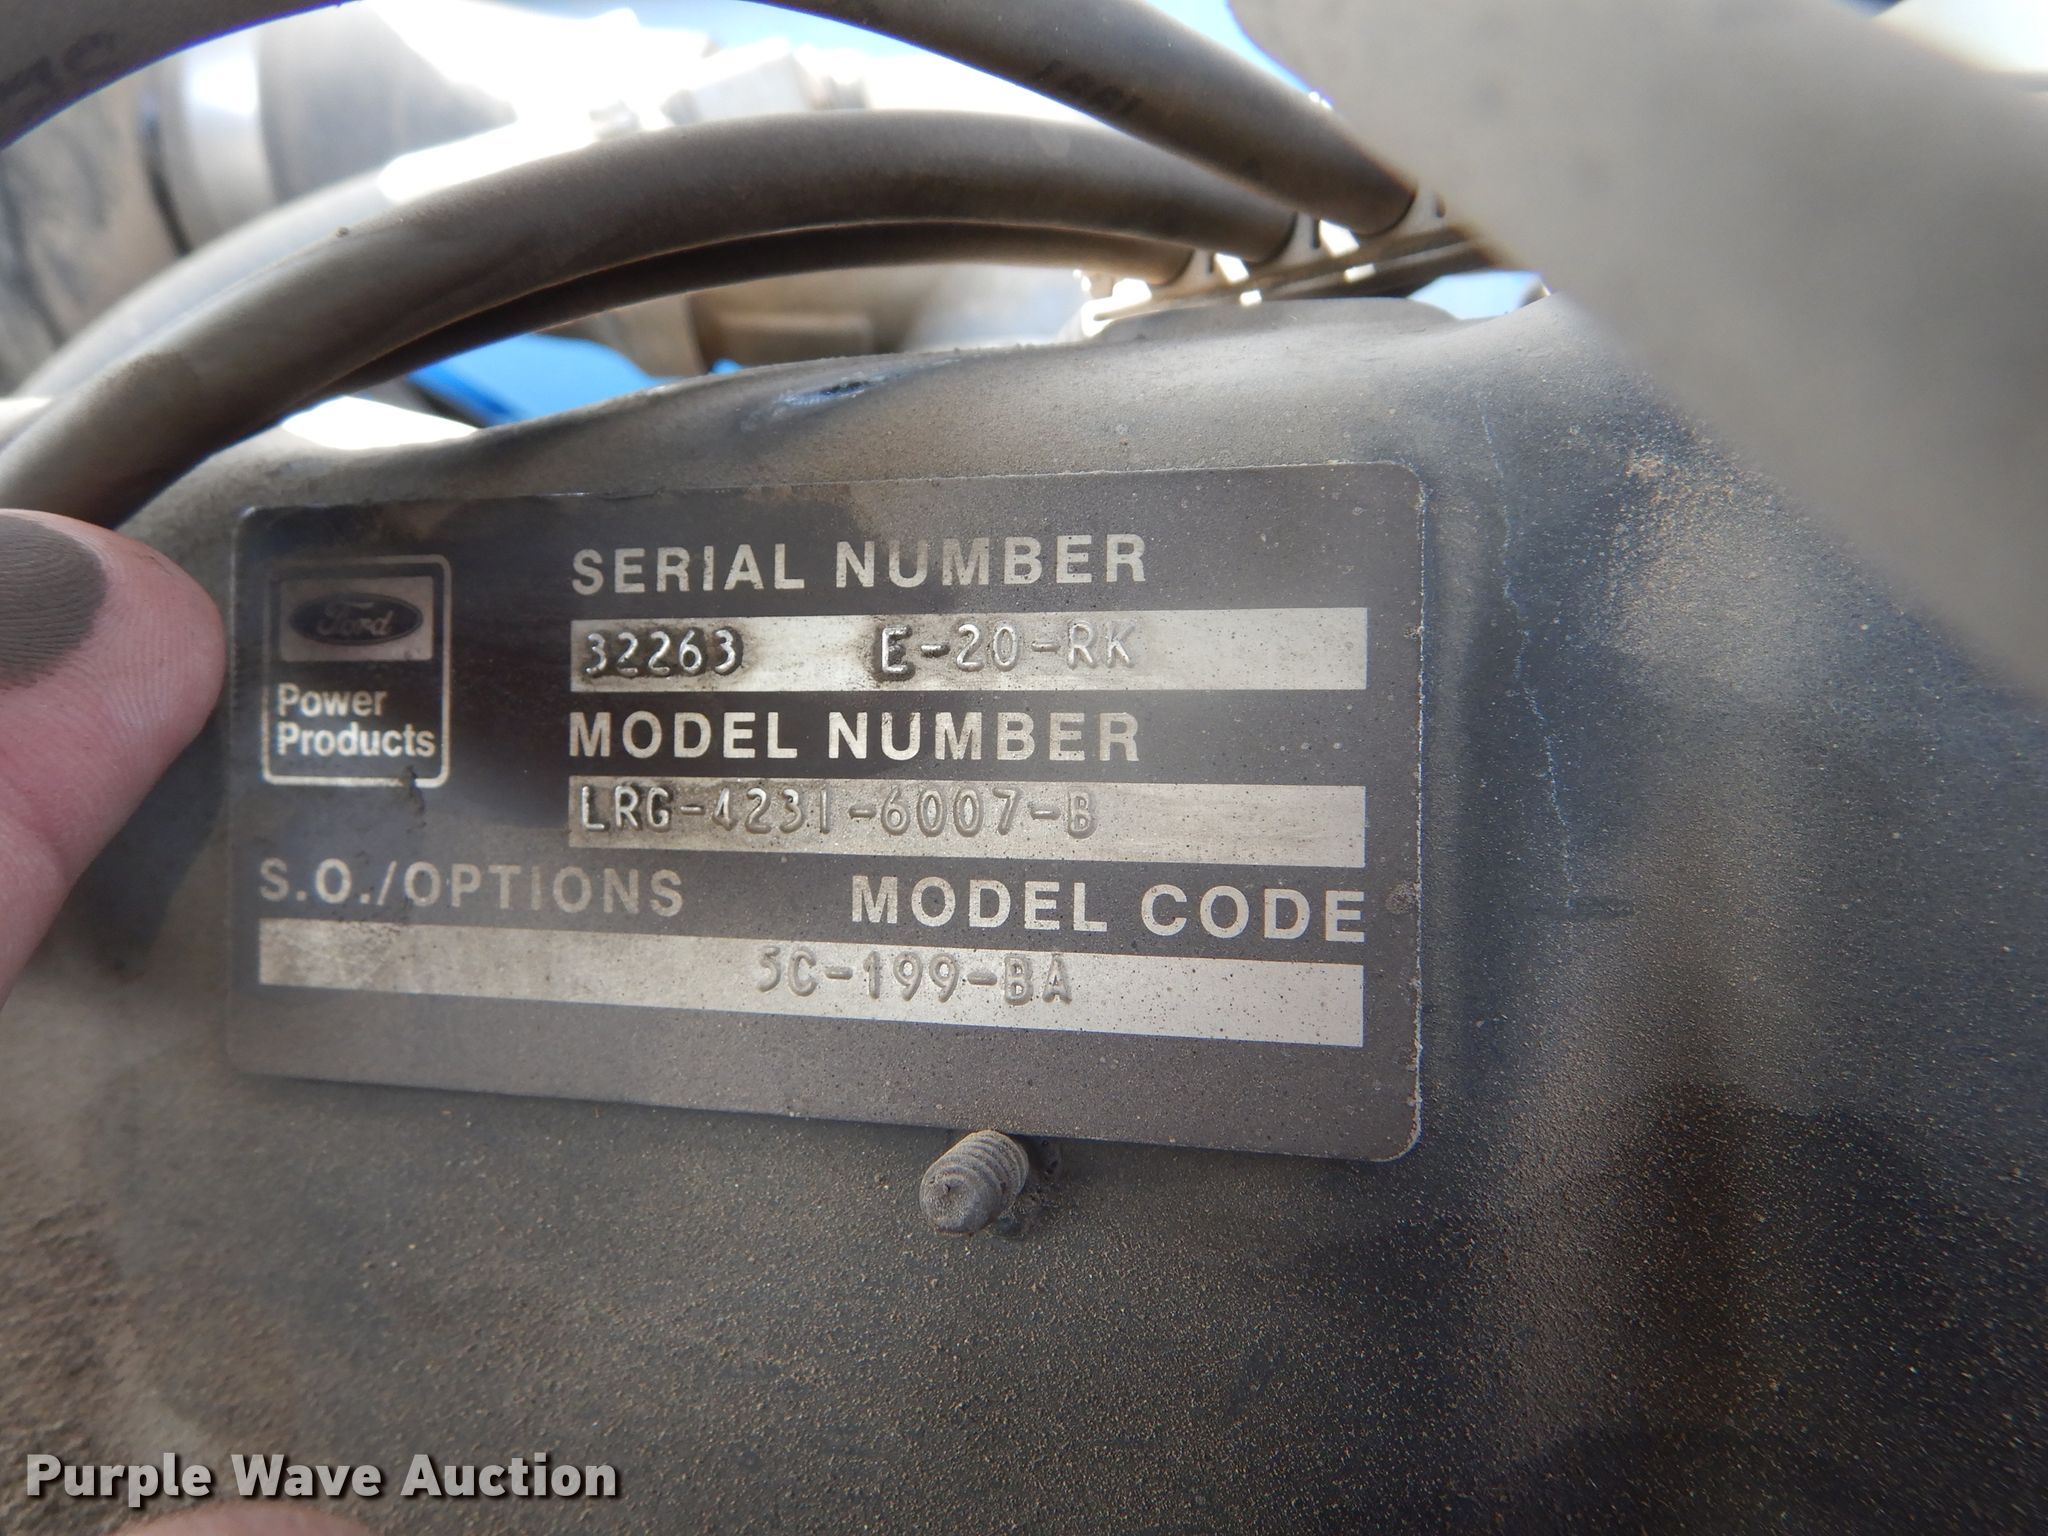 Ford
Power
Products
SERIAL NUMBER
32263 E-20-RK
MODEL NUMBER
LRG-4231-6007-B
S.O./OPTIONS MODEL CODE
5C-199-BA
Purple Wave Auction